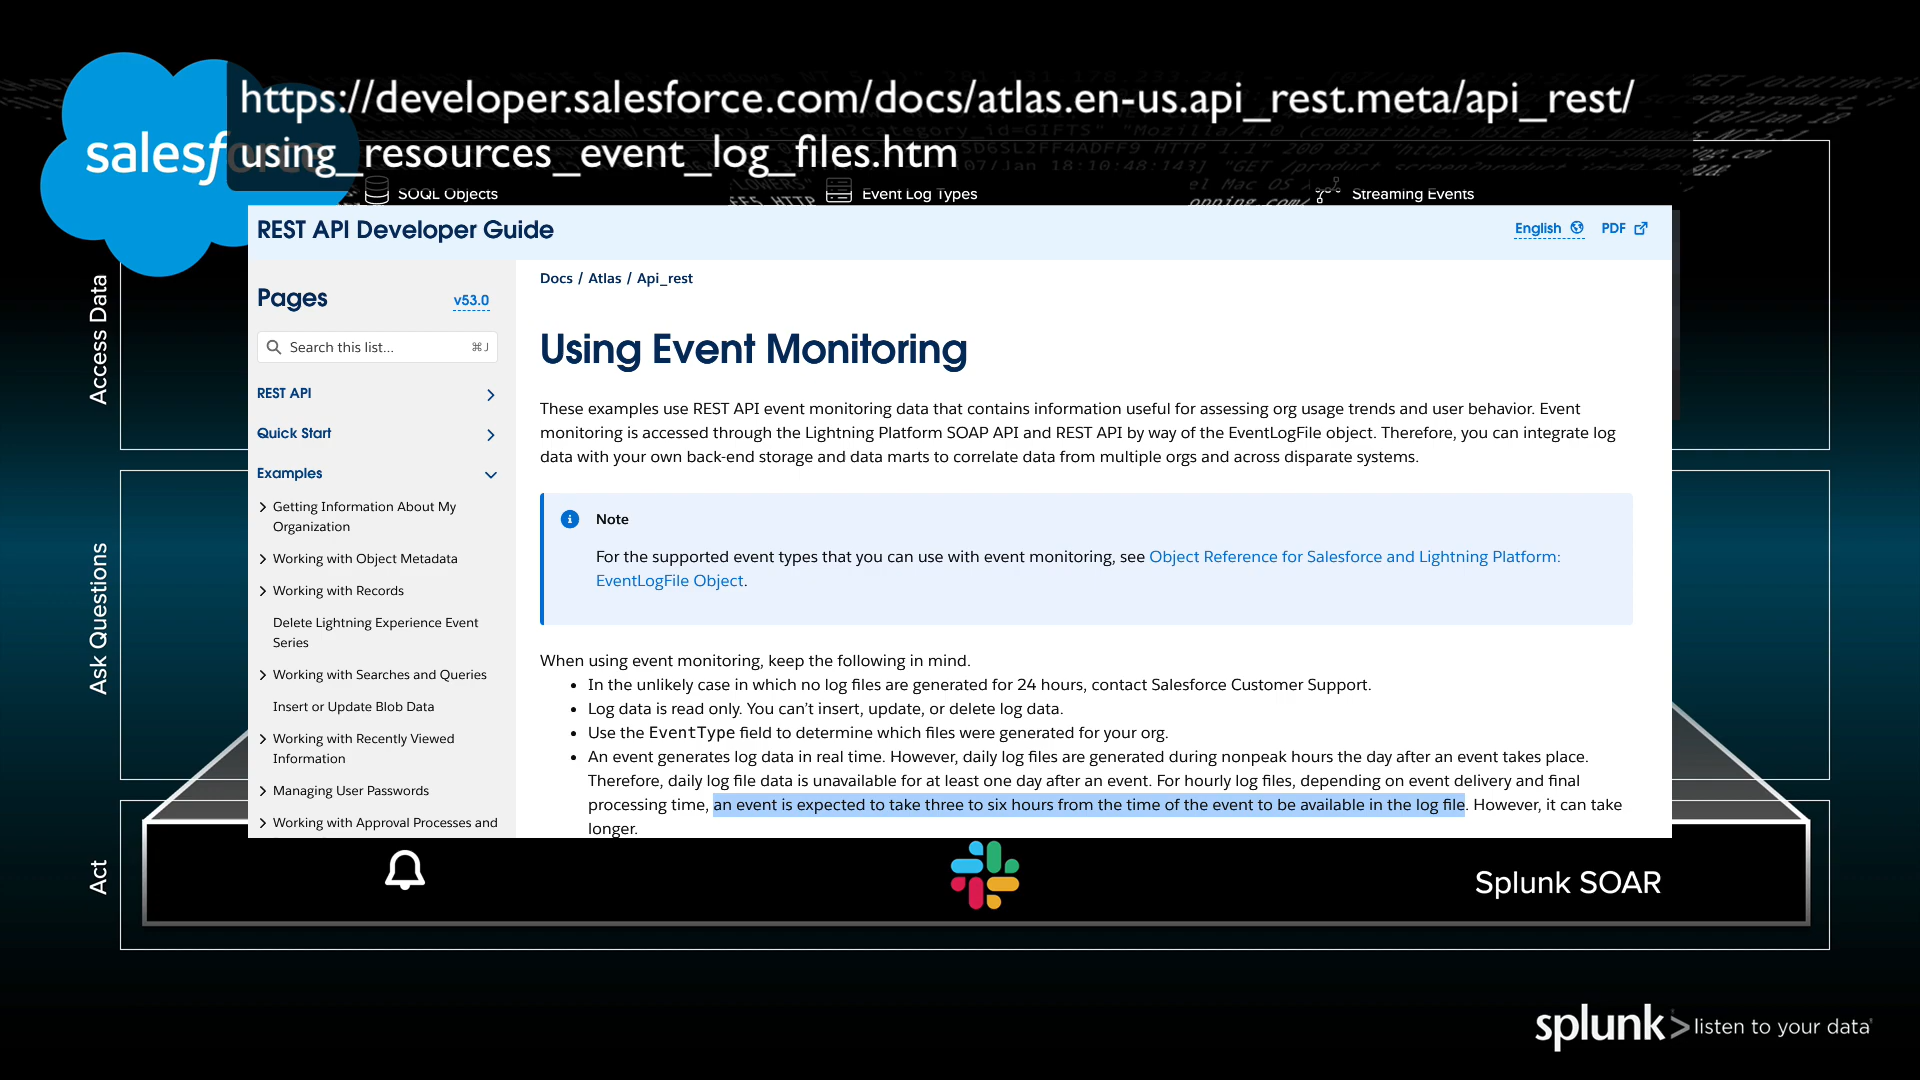 https://developer.salesforce.com/docs/atlas.en-us.api_rest.meta/api_rest/
using_resources_event_log_files.htm
salesforce
SOQL Objects
Event Log Types
Streaming Events
REST API Developer Guide
English
PDF
Pages
v53.0
Search this list...
⌘J
REST API
Quick Start
Examples
Getting Information About My
Organization
Working with Object Metadata
Working with Records
Delete Lightning Experience Event
Series
Working with Searches and Queries
Insert or Update Blob Data
Working with Recently Viewed
Information
Managing User Passwords
Working with Approval Processes and
Docs / Atlas / Api_rest
Using Event Monitoring
These examples use REST API event monitoring data that contains information useful for assessing org usage trends and user behavior. Event
monitoring is accessed through the Lightning Platform SOAP API and REST API by way of the EventLogFile object. Therefore, you can integrate log
data with your own back-end storage and data marts to correlate data from multiple orgs and across disparate systems.
Note
For the supported event types that you can use with event monitoring, see Object Reference for Salesforce and Lightning Platform:
EventLogFile Object.
When using event monitoring, keep the following in mind.
• In the unlikely case in which no log files are generated for 24 hours, contact Salesforce Customer Support.
• Log data is read only. You can’t insert, update, or delete log data.
• Use the EventType field to determine which files were generated for your org.
• An event generates log data in real time. However, daily log files are generated during nonpeak hours the day after an event takes place.
Therefore, daily log file data is unavailable for at least one day after an event. For hourly log files, depending on event delivery and final
processing time, an event is expected to take three to six hours from the time of the event to be available in the log file. However, it can take
longer.
Access Data
Ask Questions
Act
Splunk SOAR
splunk> listen to your data